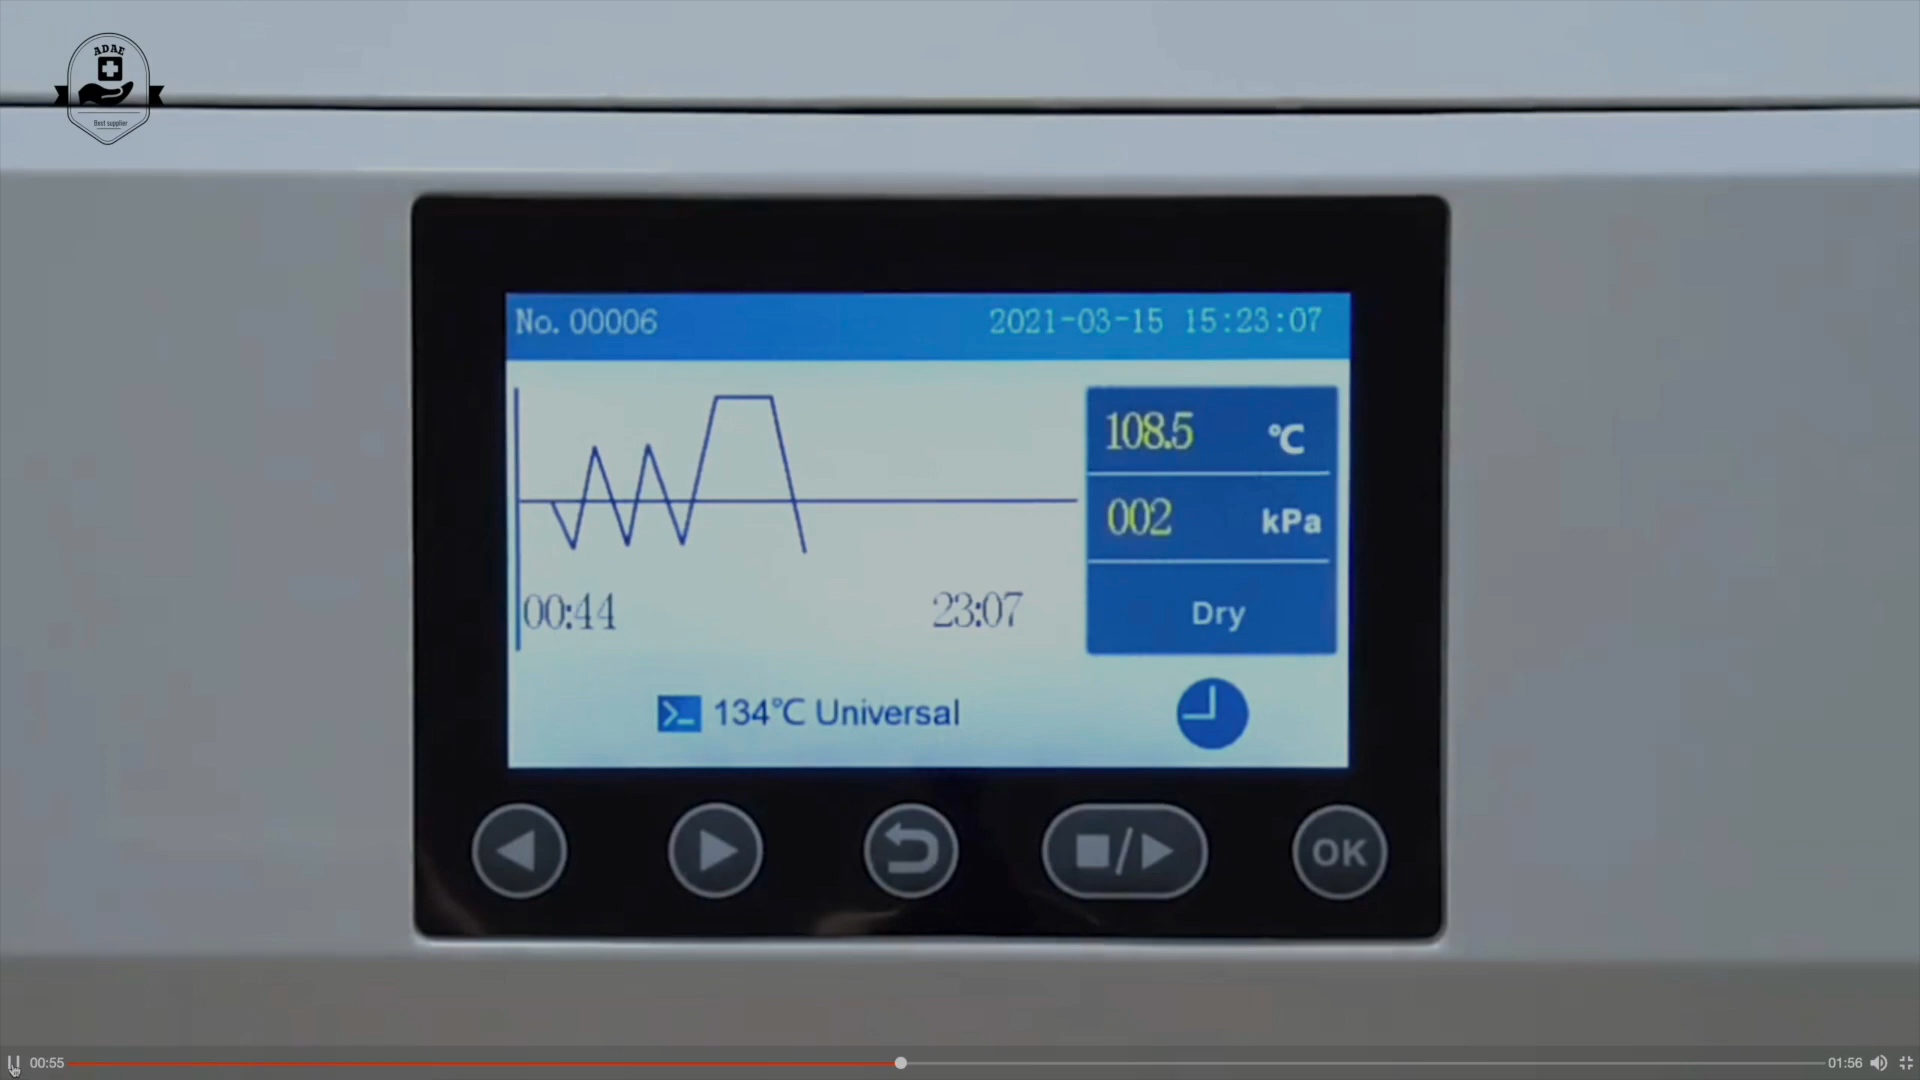 ADAE
Best supplier
No. 00006
2021-03-15 15:23:07
108.5 °C
002 kPa
Dry
00:44
23:07
>_ 134°C Universal
OK
00:55
01:56